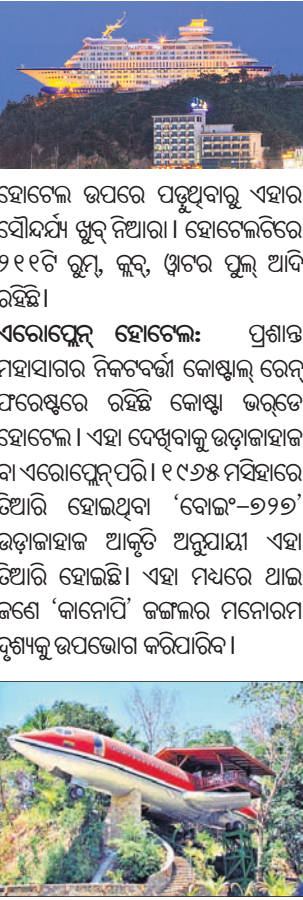 ହୋଟେଲ ଉପରେ ପଡୁଥିବାରୁ ଏହାର
ସୌନ୍ଦର୍ଯ୍ୟ ଖୁବ୍ ନିଆରା । ହୋଟେଲଟିରେ
୨୧୧ଟି ରୁମ୍, କ୍ଲବ୍, ୱାଟର ପୁଲ୍ ଆଦି
ରହିଛି ।
ଏରୋପ୍ଲେନ୍ ହୋଟେଲ: ପ୍ରଶାନ୍ତ
ମହାସାଗର ନିକଟବର୍ତ୍ତୀ କୋଷ୍ଟାଲ୍ ରେନ୍
ଫରେଷ୍ଟରେ ରହିଛି କୋଷ୍ଟା ଭର୍‌ଡେ
ହୋଟେଲ । ଏହା ଦେଖିବାକୁ ଉଡ଼ାଜାହାଜ
ବା ଏରୋପ୍ଲେନ୍ ପରି । ୧୯୬୫ ମସିହାରେ
ତିଆରି ହୋଇଥିବା ‘ବୋଇଂ–୭୨୭’
ଉଡ଼ାଜାହାଜ ଆକୃତି ଅନୁଯାୟୀ ଏହା
ତିଆରି ହୋଇଛି । ଏହା ମଧ୍ୟରେ ଥାଇ
ଜଣେ ‘କାନୋପି’ ଜଙ୍ଗଲର ମନୋରମ
ଦୃଶ୍ୟକୁ ଉପଭୋଗ କରିପାରିବ ।